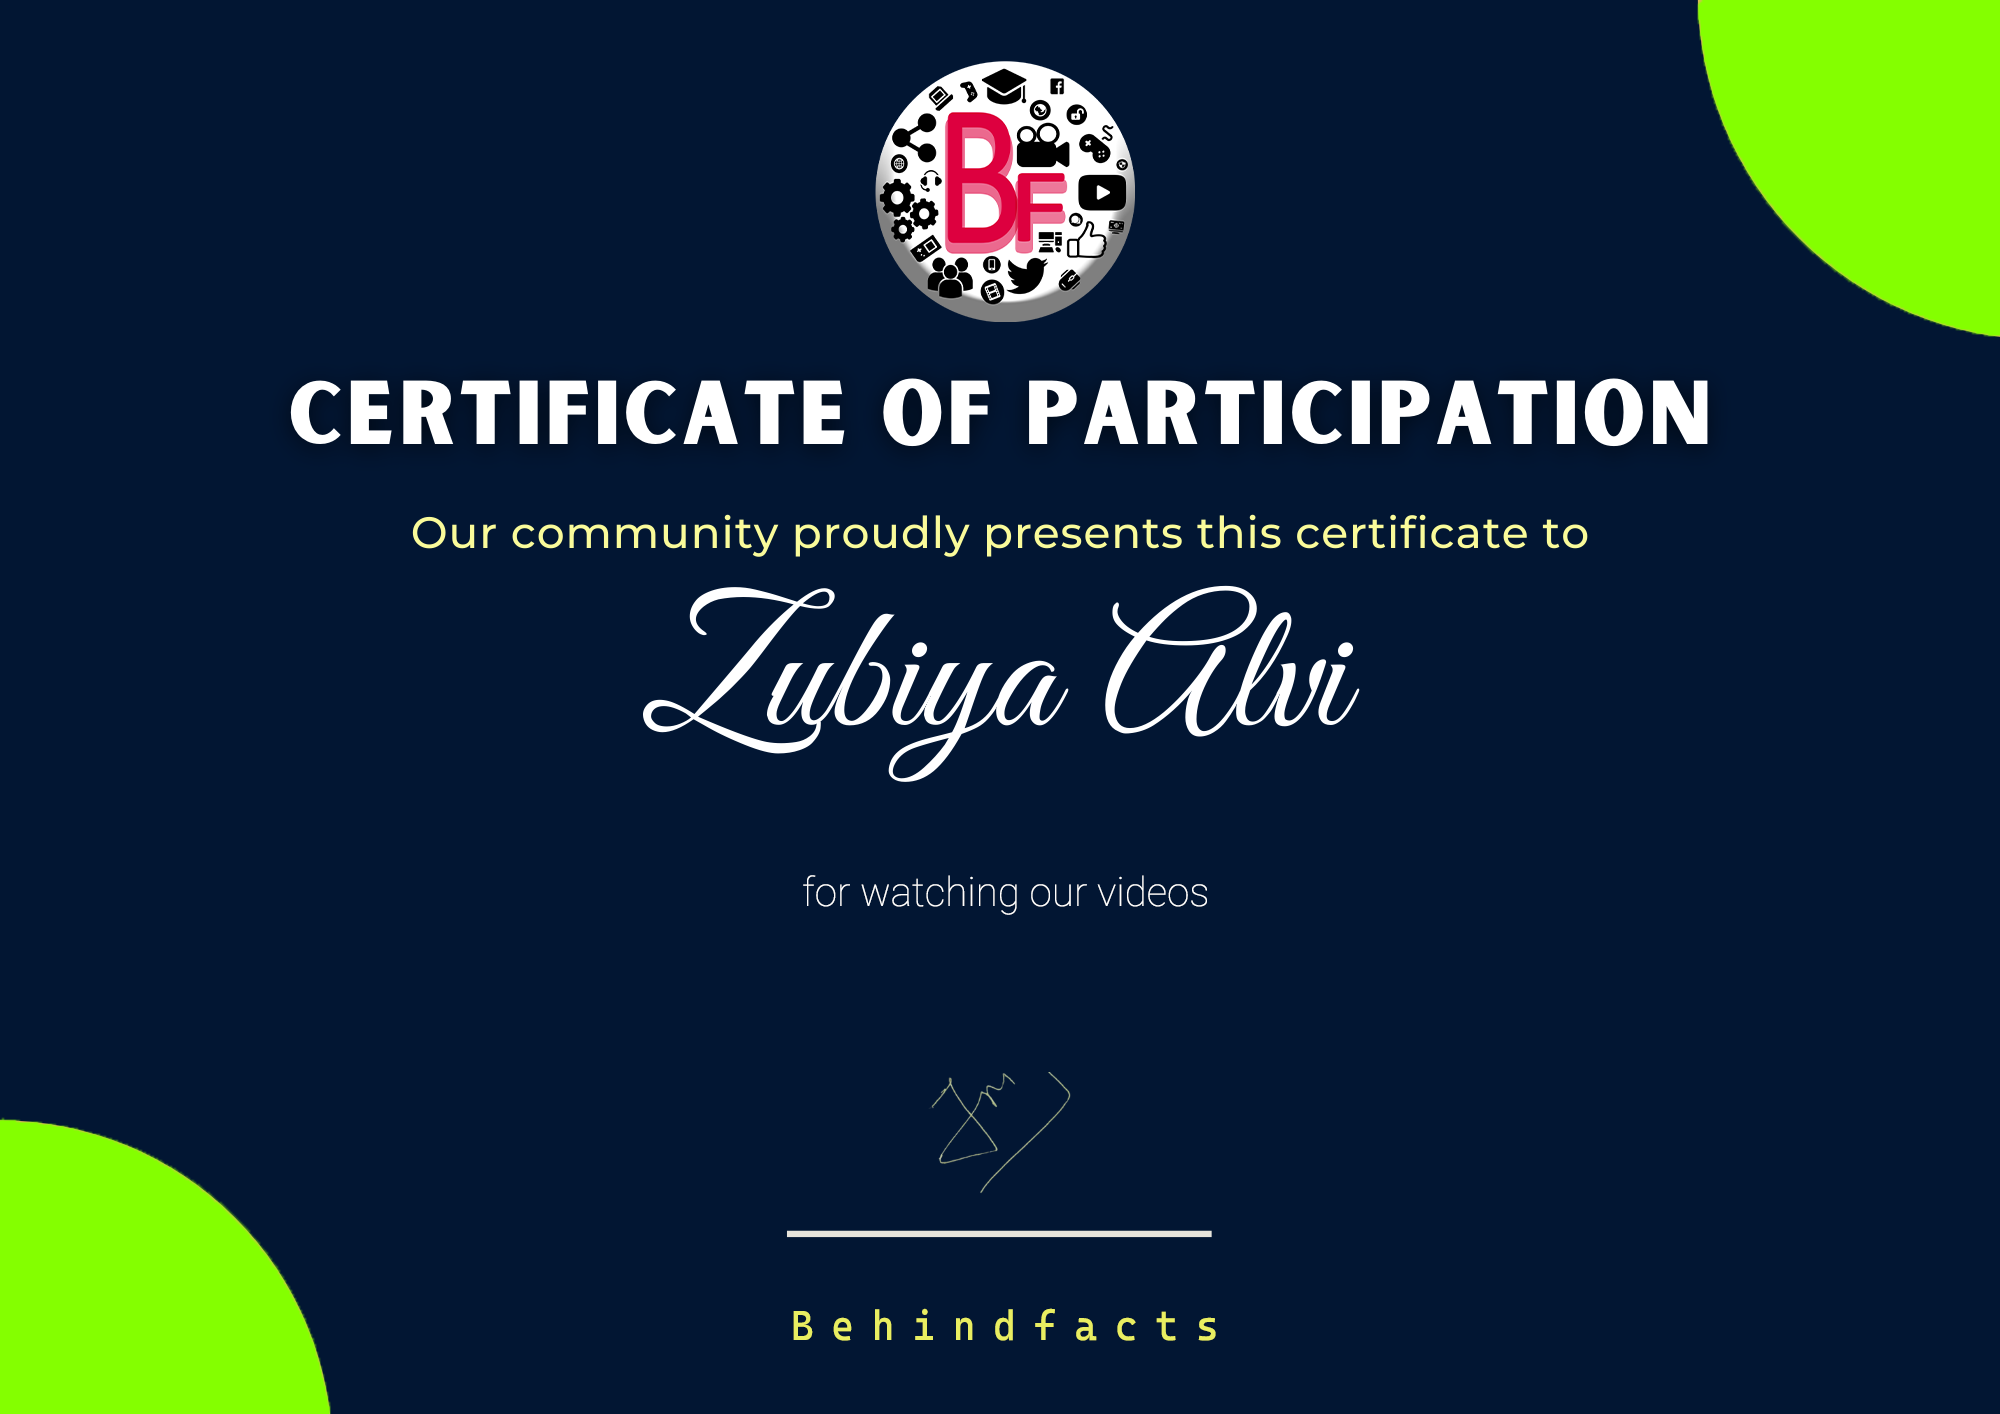 BF
CERTIFICATE OF PARTICIPATION
Our community proudly presents this certificate to
Zubiya Alvi
for watching our videos
Behindfacts